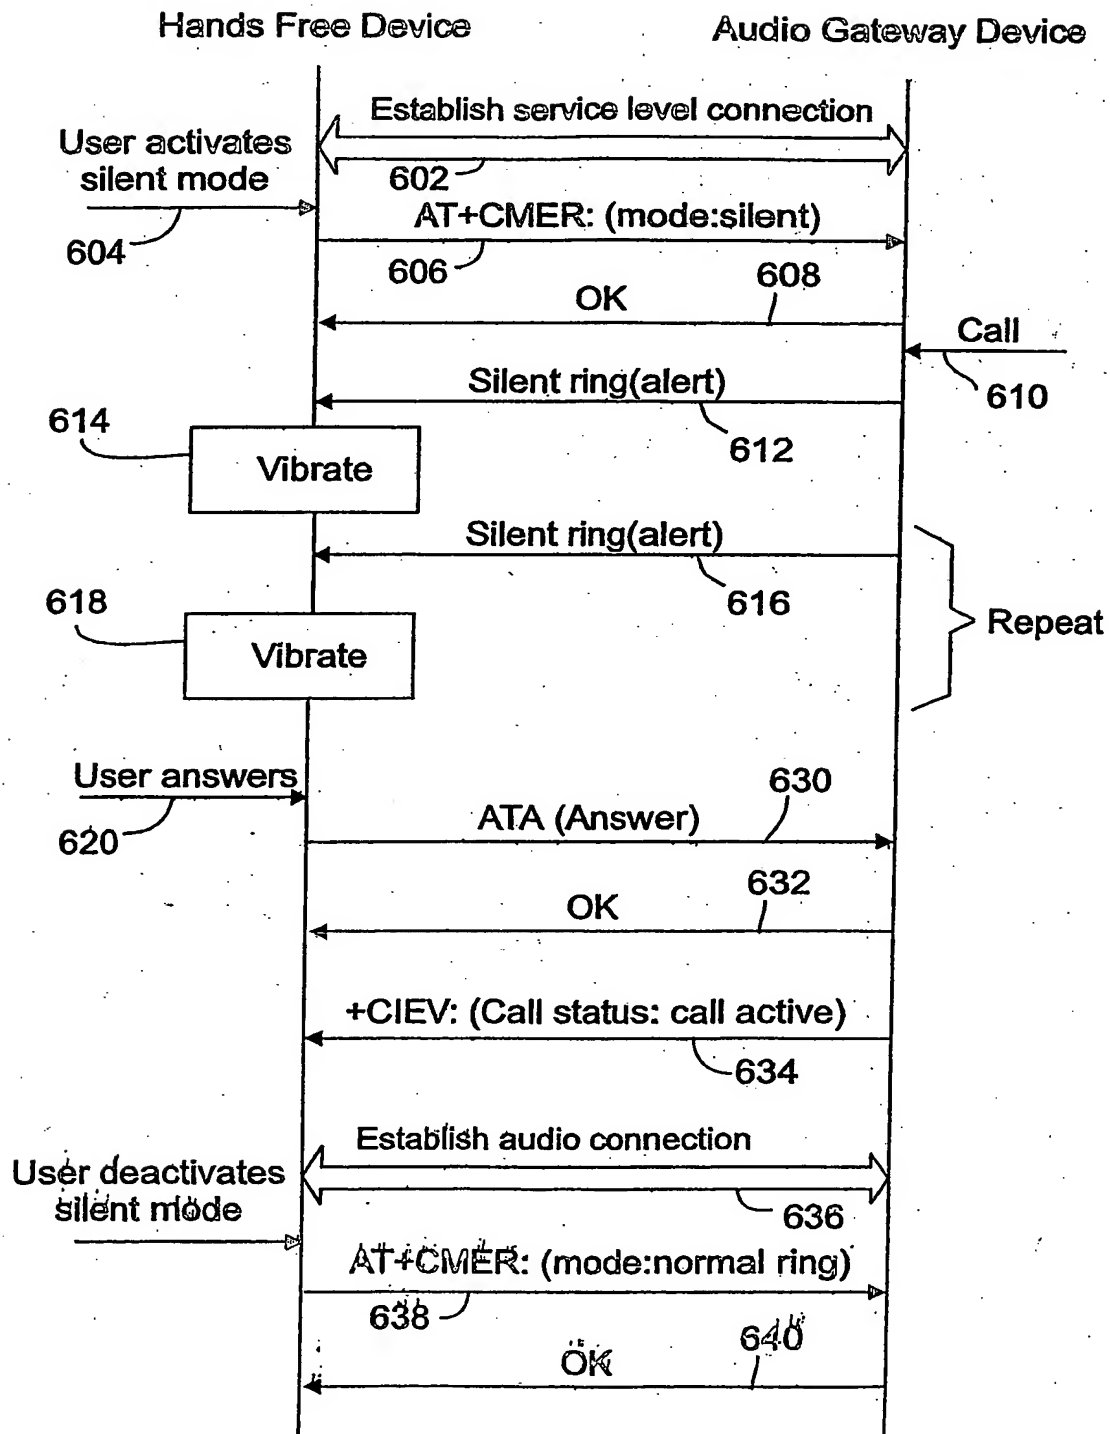 Hands Free Device
Audio Gateway Device
Establish service level connection
User activates
silent mode
602
604
AT+CMER: (mode:silent)
606
608
OK
Call
610
Silent ring(alert)
612
614
Vibrate
Silent ring(alert)
616
618
Vibrate
Repeat
User answers
620
630
ATA (Answer)
632
OK
+CIEV: (Call status: call active)
634
Establish audio connection
User deactivates
silent mode
636
AT+CMER: (mode:normal ring)
638
640
OK